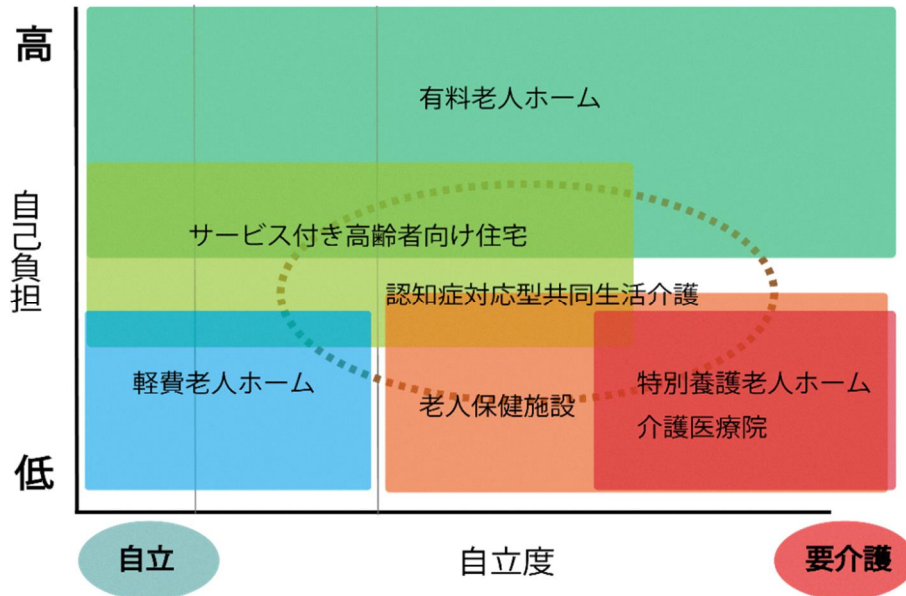 高
有料老人ホーム
自己負担
サービス付き高齢者向け住宅
認知症対応型共同生活介護
軽費老人ホーム
老人保健施設
特別養護老人ホーム
介護医療院
低
自立
自立度
要介護